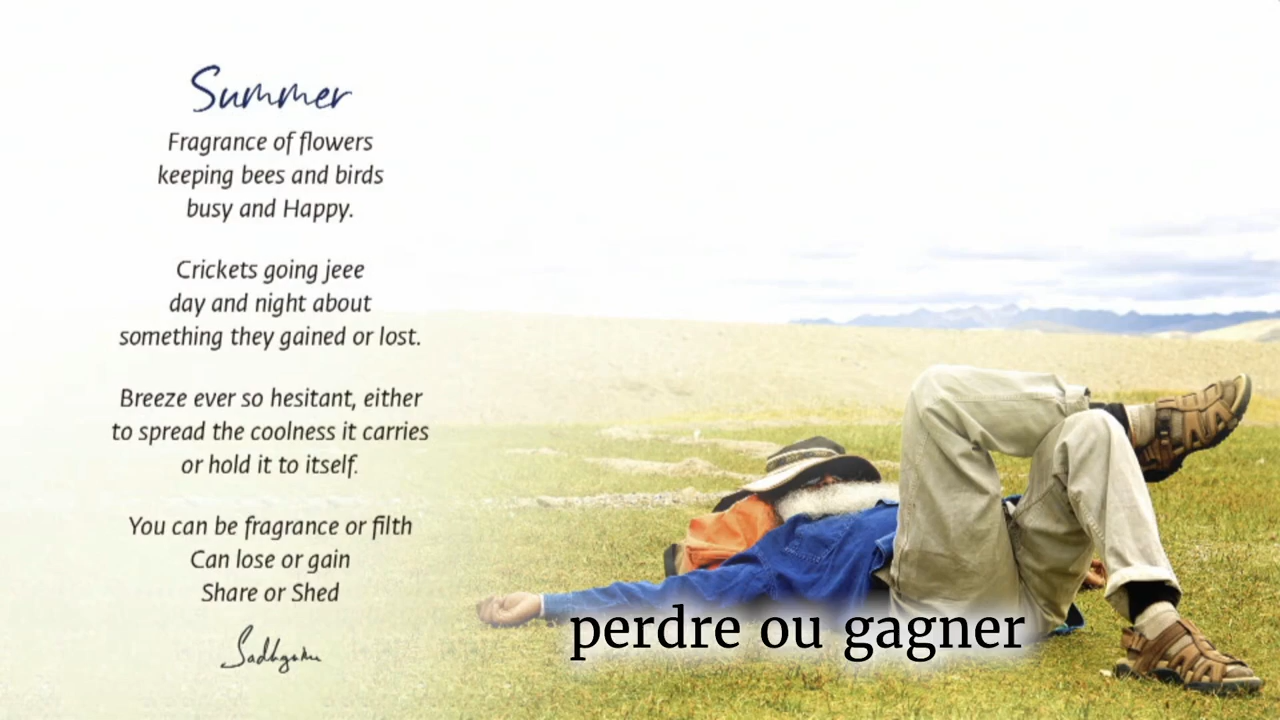 Summer
Fragrance of flowers
keeping bees and birds
busy and Happy.
Crickets going jeee
day and night about
something they gained or lost.
Breeze ever so hesitant, either
to spread the coolness it carries
or hold it to itself.
You can be fragrance or filth
Can lose or gain
Share or Shed
Sadhguru
perdre ou gagner